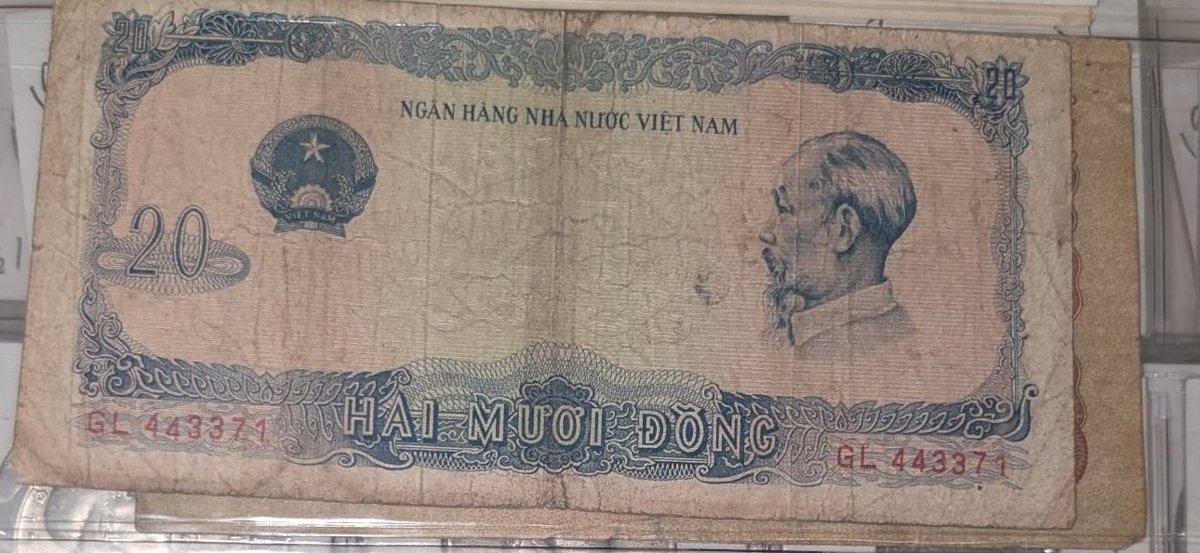 20
20
NGÂN HÀNG NHÀ NƯỚC VIỆT NAM
VIỆT NAM
20
HAI MƯƠI ĐỒNG
GL 443371
GL 443371